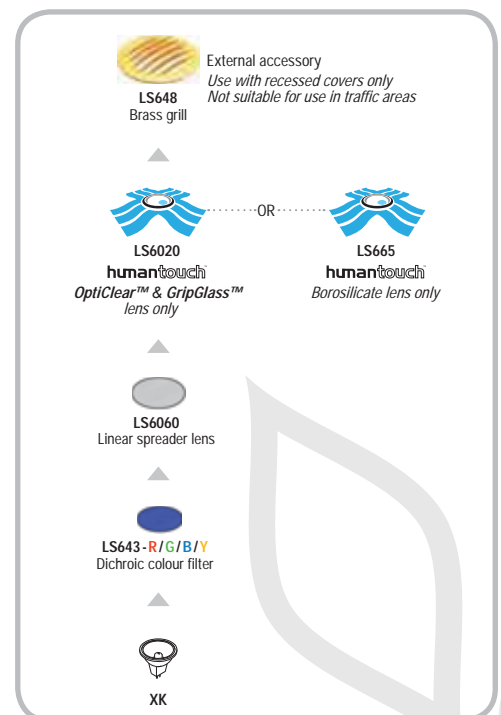 External accessory
Use with recessed covers only
Not suitable for use in traffic areas
LS648
Brass grill
OR
LS6020
humantouch
OptiClear™ & GripGlass™
lens only
LS665
humantouch
Borosilicate lens only
LS6060
Linear spreader lens
LS643-R/G/B/Y
Dichroic colour filter
XK